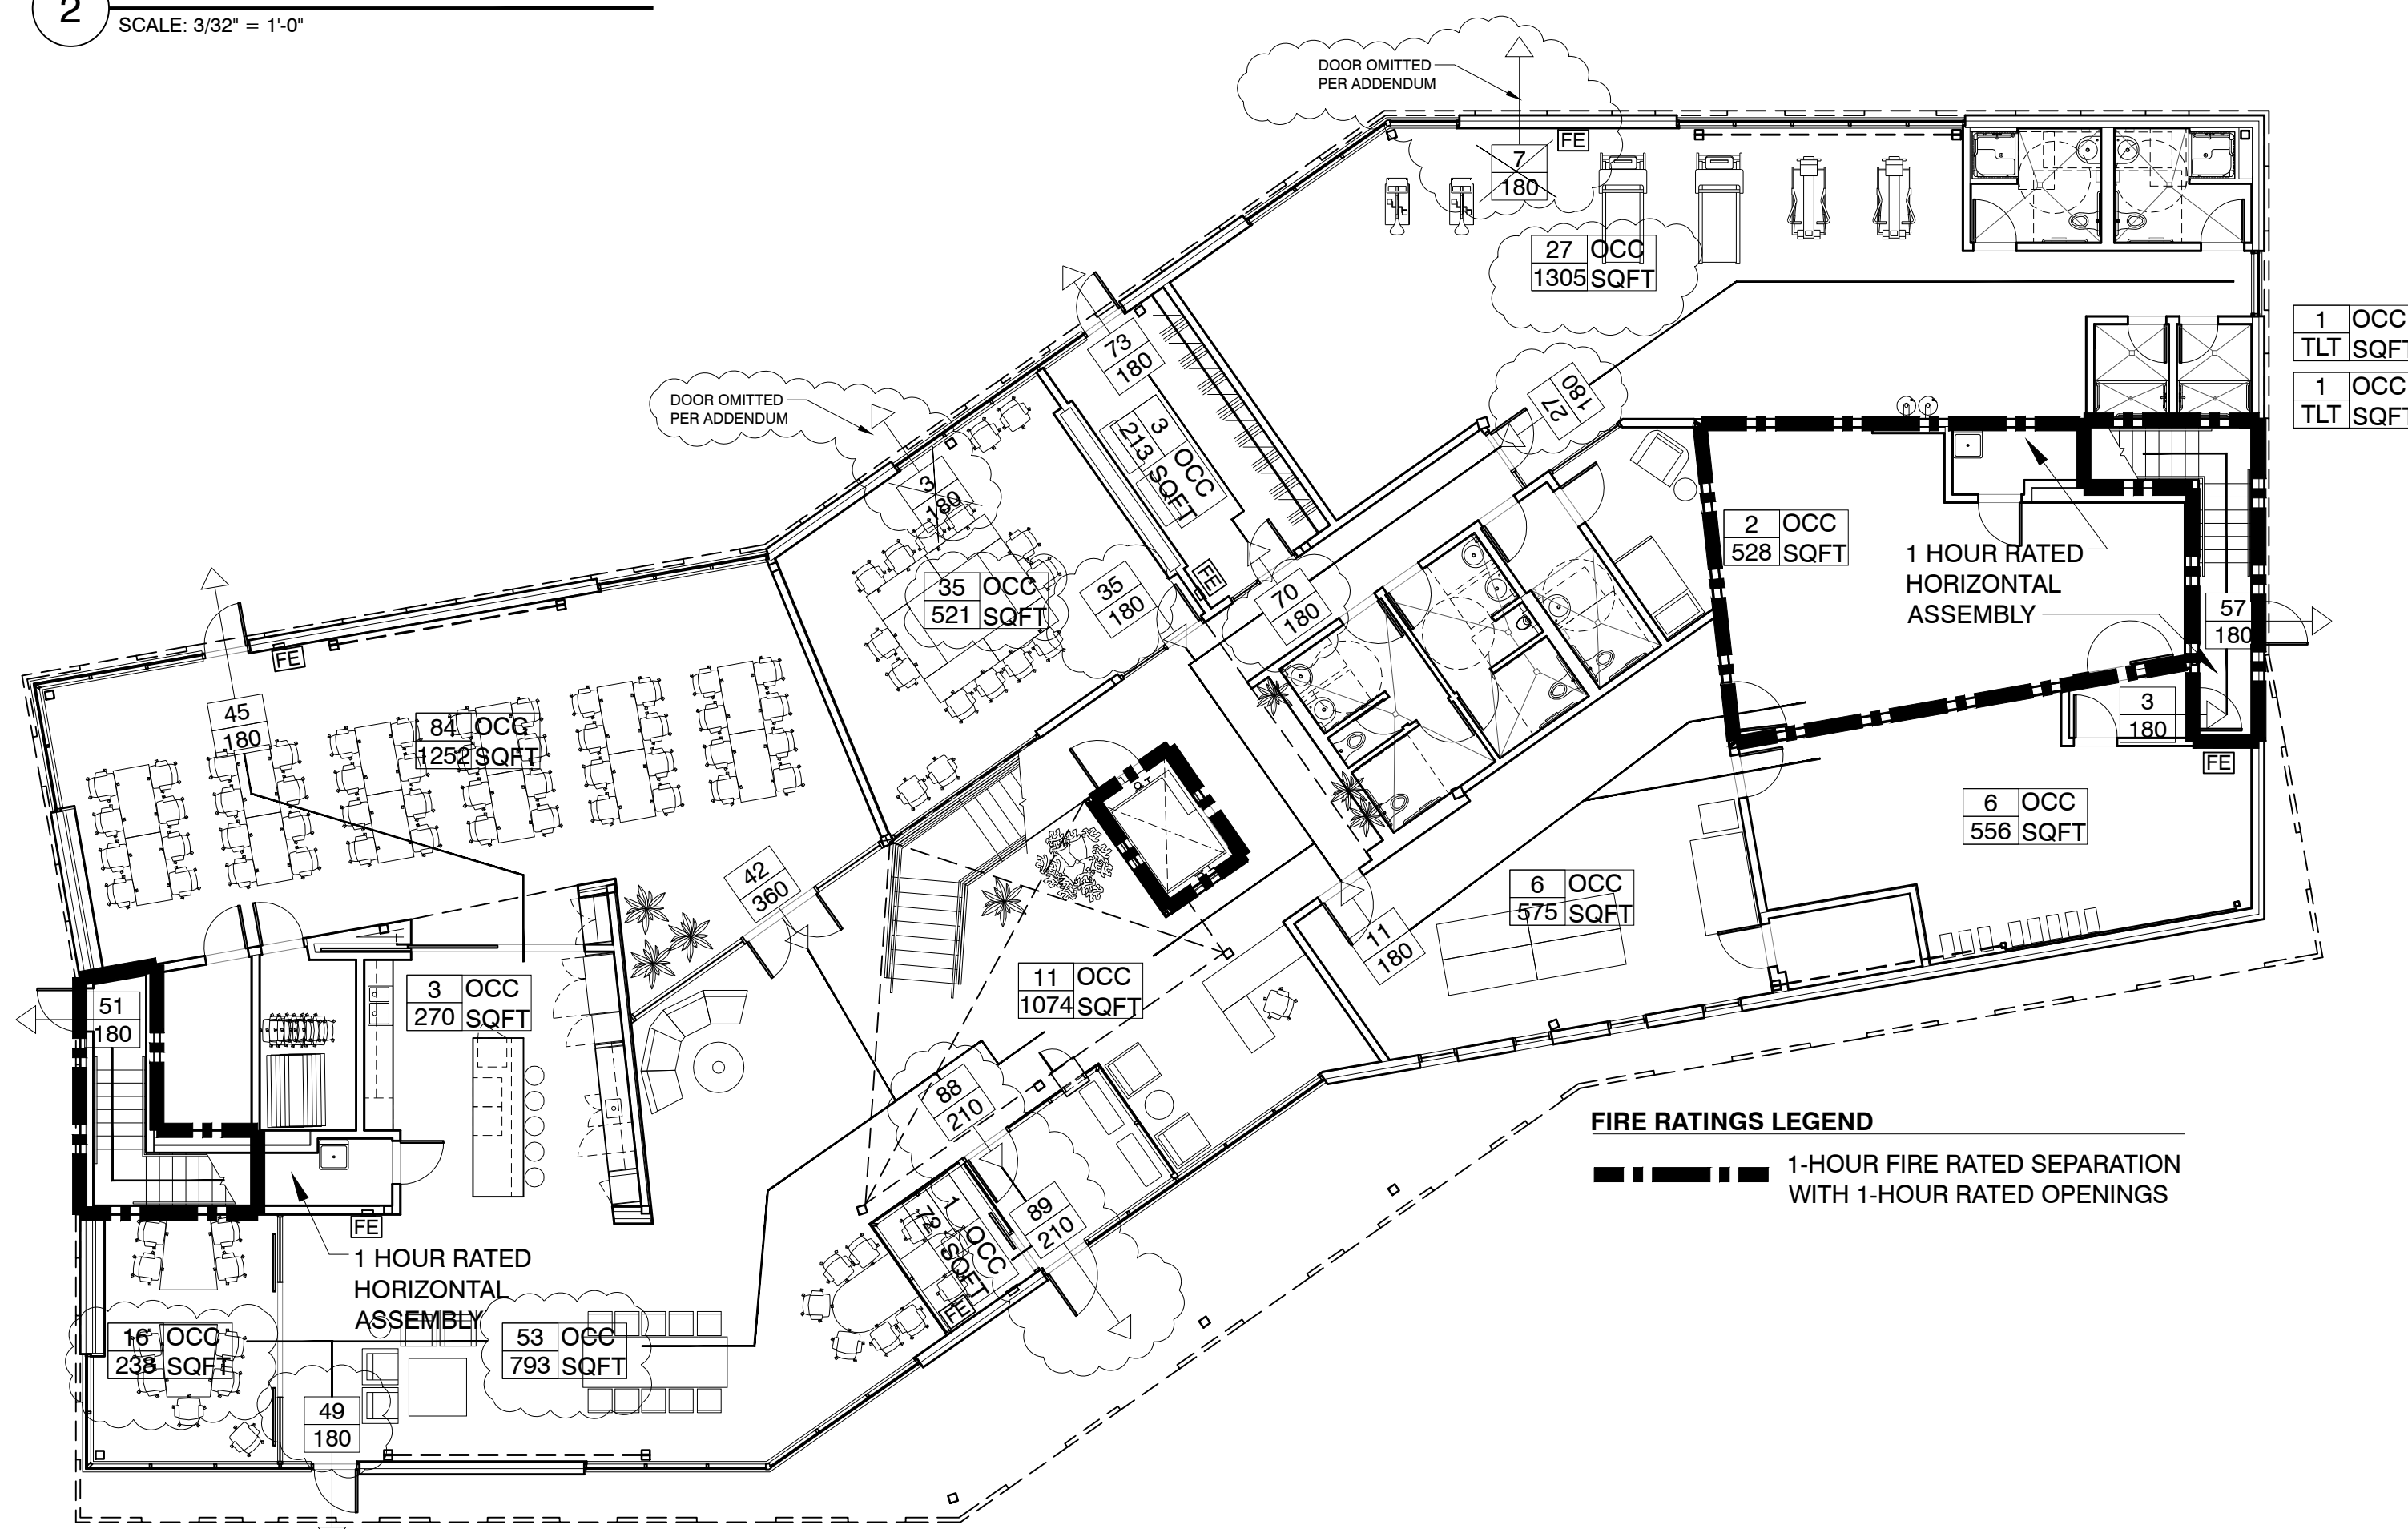 2
SCALE: 3/32" = 1'-0"
DOOR OMITTED
PER ADDENDUM
FE
7
180
27 OCC
1305 SQFT
1 OCC
TLT SQFT
1 OCC
TLT
73
180
DOOR OMITTED
PER ADDENDUM
27
180
3 OCC
213 SQFT
3
180
2 OCC
528 SQFT
1 HOUR RATED
HORIZONTAL
ASSEMBLY
35 OCC
521 SQFT
35
180
FE
70
180
57
180
FE
45
180
84 OCC
1252 SQFT
3
180
FE
6 OCC
556 SQFT
42
360
6 OCC
575 SQFT
11
180
51
180
3 OCC
270 SQFT
11 OCC
1074 SQFT
88
210
FIRE RATINGS LEGEND
1-HOUR FIRE RATED SEPARATION
WITH 1-HOUR RATED OPENINGS
89
210
1 OCC
72 SQFT
FE
FE
1 HOUR RATED
HORIZONTAL
ASSEMBLY
16 OCC
238 SQFT
53 OCC
793 SQFT
49
180